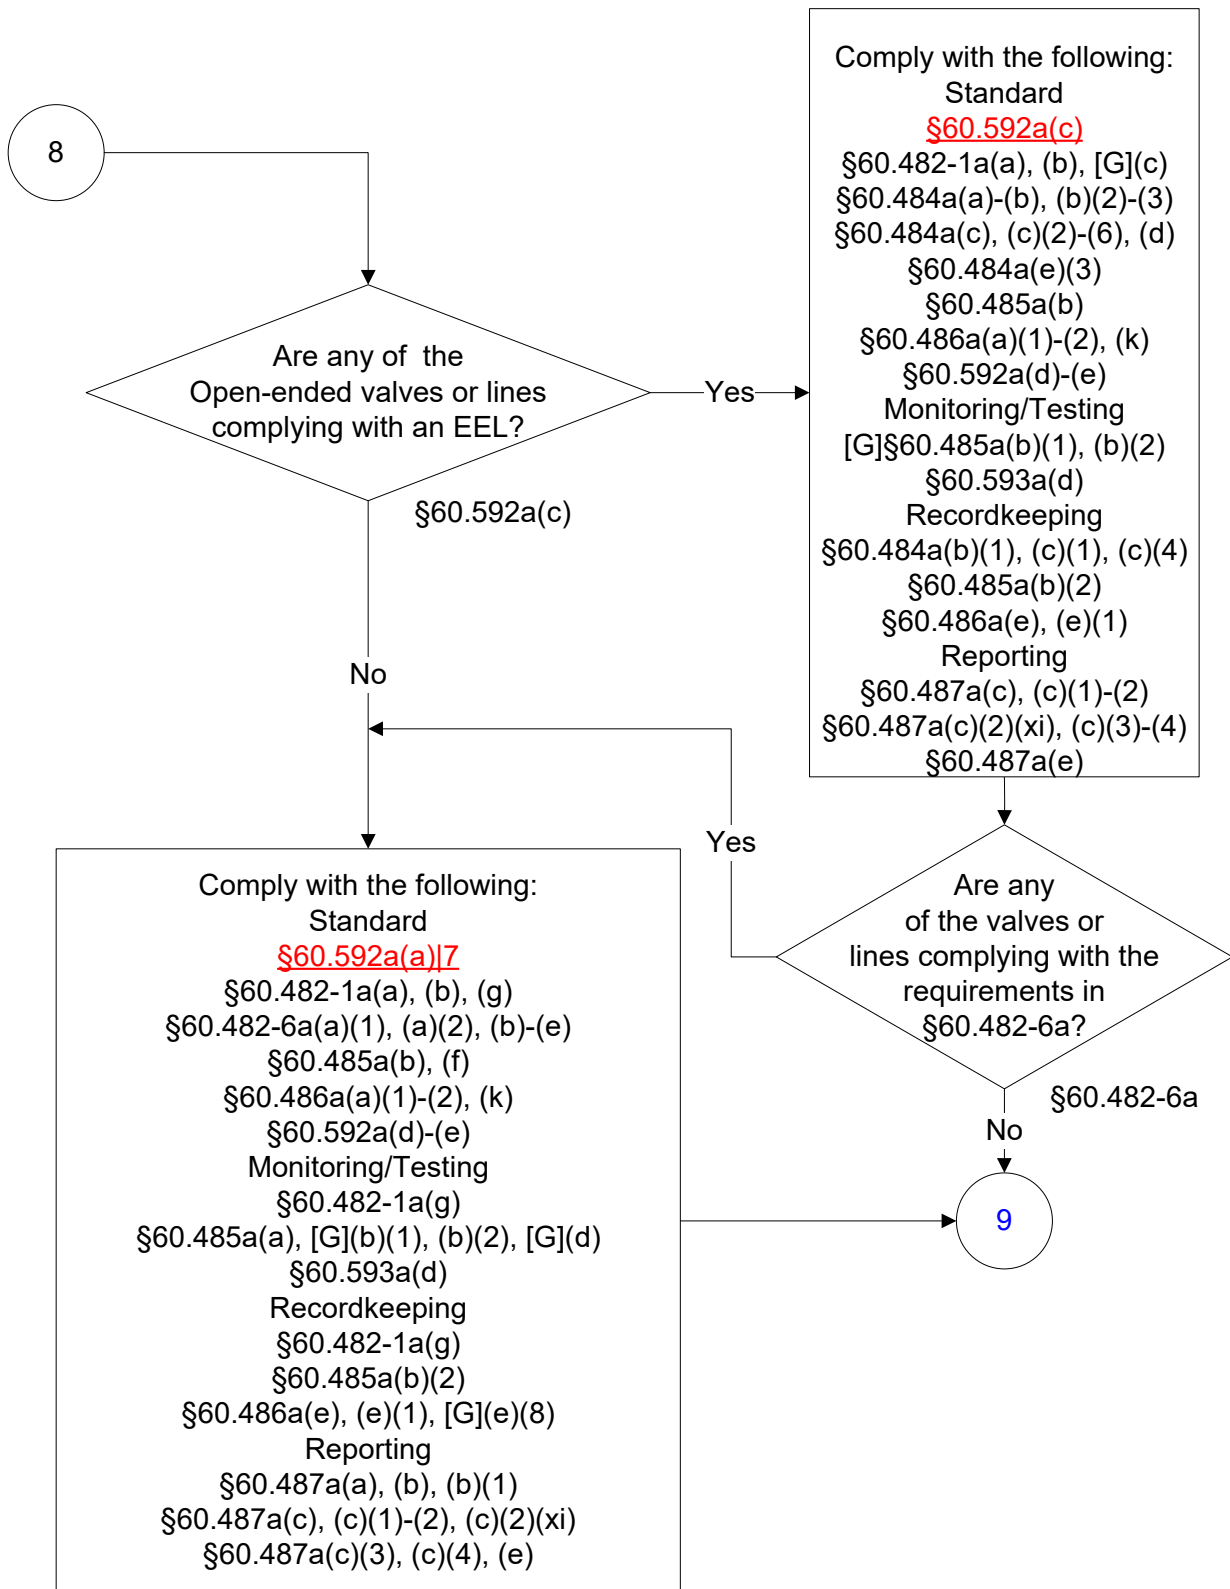 8
Are any of the
Open-ended valves or lines
complying with an EEL?
§60.592a(c)
Yes
Comply with the following:
Standard
§60.592a(c)
§60.482-1a(a), (b), [G](c)
§60.484a(a)-(b), (b)(2)-(3)
§60.484a(c), (c)(2)-(6), (d)
§60.484a(e)(3)
§60.485a(b)
§60.486a(a)(1)-(2), (k)
§60.592a(d)-(e)
Monitoring/Testing
[G]§60.485a(b)(1), (b)(2)
§60.593a(d)
Recordkeeping
§60.484a(b)(1), (c)(1), (c)(4)
§60.485a(b)(2)
§60.486a(e), (e)(1)
Reporting
§60.487a(c), (c)(1)-(2)
§60.487a(c)(2)(xi), (c)(3)-(4)
§60.487a(e)
No
Yes
Are any
of the valves or
lines complying with the
requirements in
§60.482-6a?
§60.482-6a
No
9
Comply with the following:
Standard
§60.592a(a)|7
§60.482-1a(a), (b), (g)
§60.482-6a(a)(1), (a)(2), (b)-(e)
§60.485a(b), (f)
§60.486a(a)(1)-(2), (k)
§60.592a(d)-(e)
Monitoring/Testing
§60.482-1a(g)
§60.485a(a), [G](b)(1), (b)(2), [G](d)
§60.593a(d)
Recordkeeping
§60.482-1a(g)
§60.485a(b)(2)
§60.486a(e), (e)(1), [G](e)(8)
Reporting
§60.487a(a), (b), (b)(1)
§60.487a(c), (c)(1)-(2), (c)(2)(xi)
§60.487a(c)(3), (c)(4), (e)